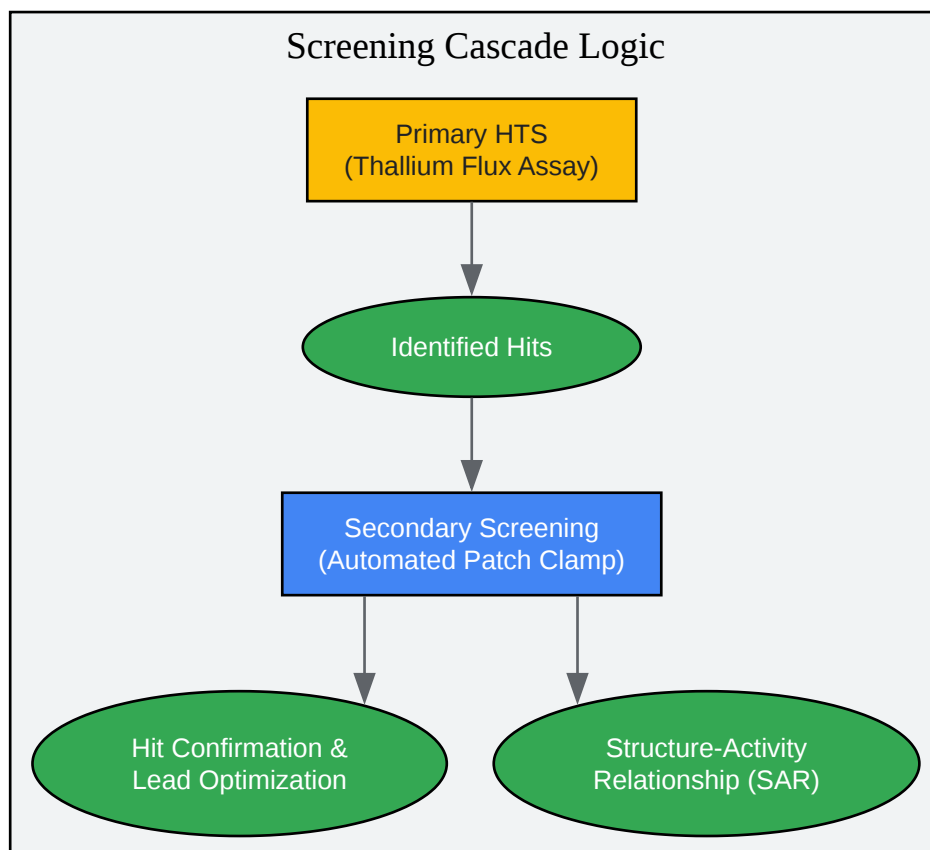 Screening Cascade Logic
Primary HTS
(Thallium Flux Assay)
Identified Hits
Secondary Screening
(Automated Patch Clamp)
Hit Confirmation &
Lead Optimization
Structure-Activity
Relationship (SAR)